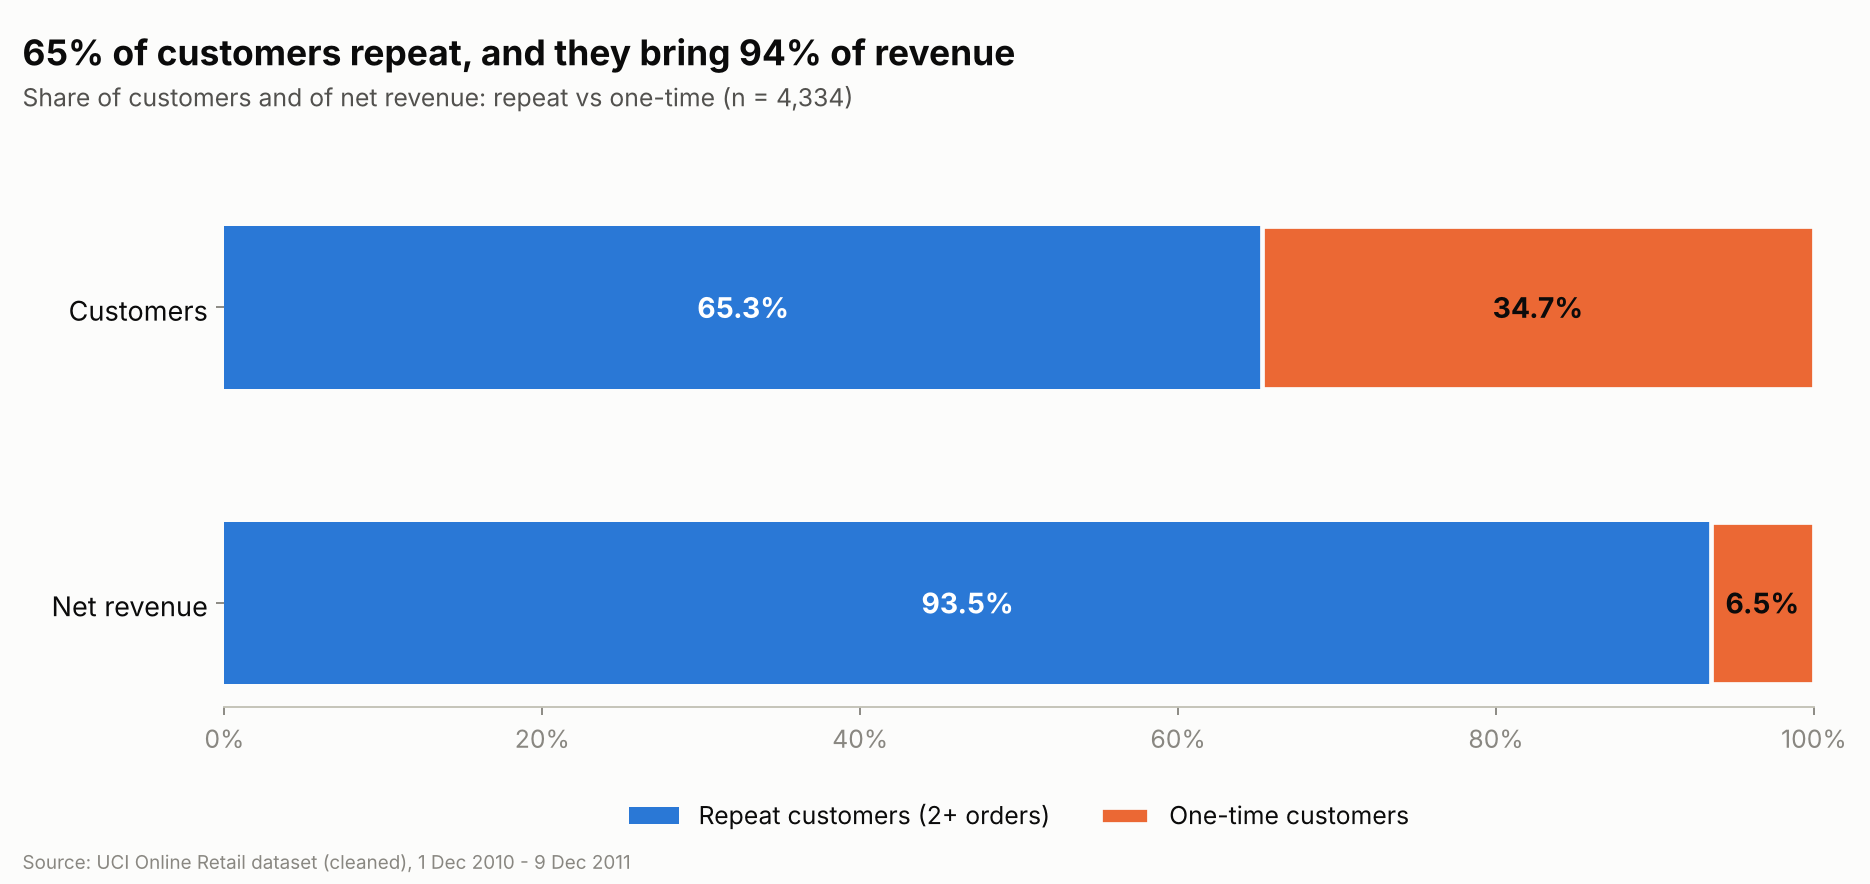 65% of customers repeat, and they bring 94% of revenue
Share of customers and of net revenue: repeat vs one-time (n = 4,334)
Customers
65.3%
34.7%
Net revenue
93.5%
6.5%
0% 20% 40% 60% 80% 100%
Repeat customers (2+ orders) One-time customers
Source: UCI Online Retail dataset (cleaned), 1 Dec 2010 - 9 Dec 2011